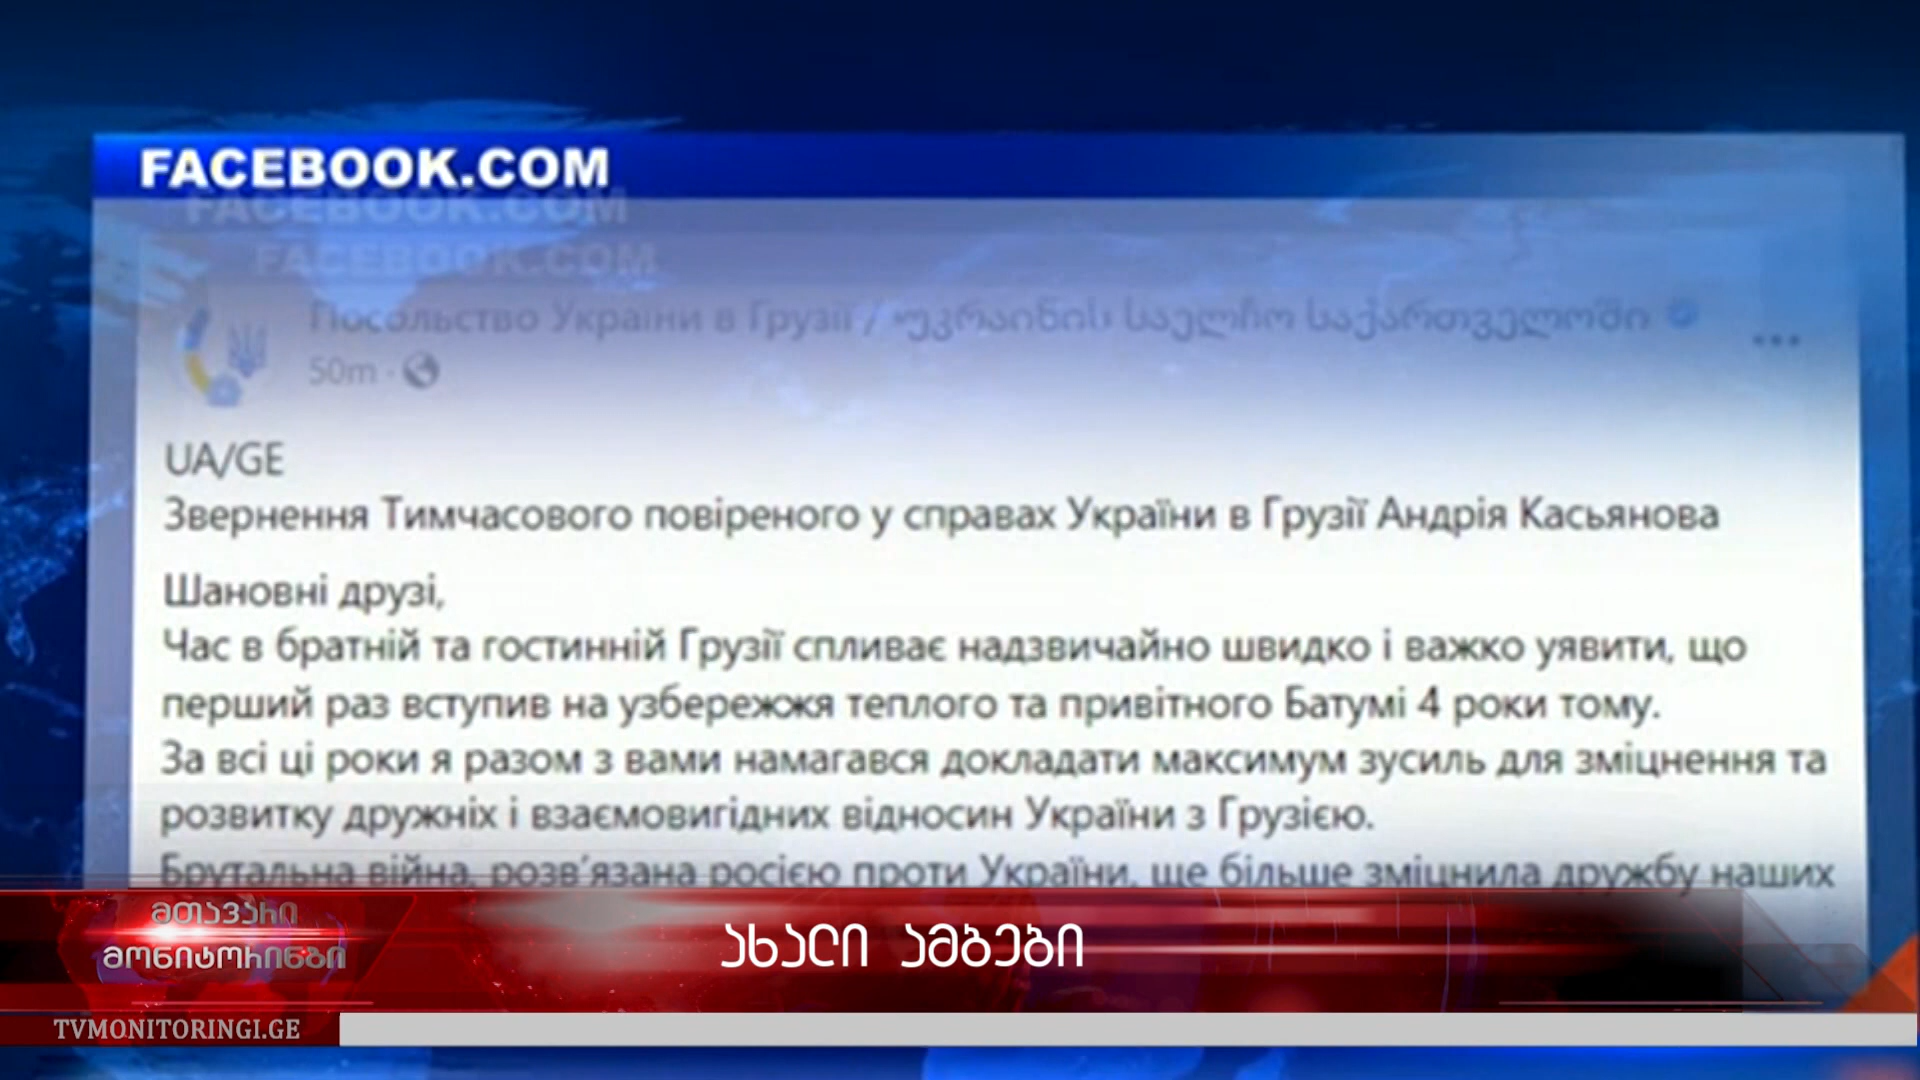 FACEBOOK.COM
FACEBOOK.COM
FACEBOOK.COM
Посольство України в Грузії / უკრაინის საელჩო საქართველოში
50m
UA/GE
Звернення Тимчасового повіреного у справах України в Грузії Андрія Касьянова
Шановні друзі,
Час в братній та гостинній Грузії спливає надзвичайно швидко і важко уявити, що
перший раз вступив на узбережжя теплого та привітного Батумі 4 роки тому.
За всі ці роки я разом з вами намагався докладати максимум зусиль для зміцнення та
розвитку дружніх і взаємовигідних відносин України з Грузією.
Брутальна війна, розв’язана росією проти України, ще більше зміцнила дружбу наших
მთავარი
მონიტორინგი
ახალი ამბები
TVMONITORINGI.GE